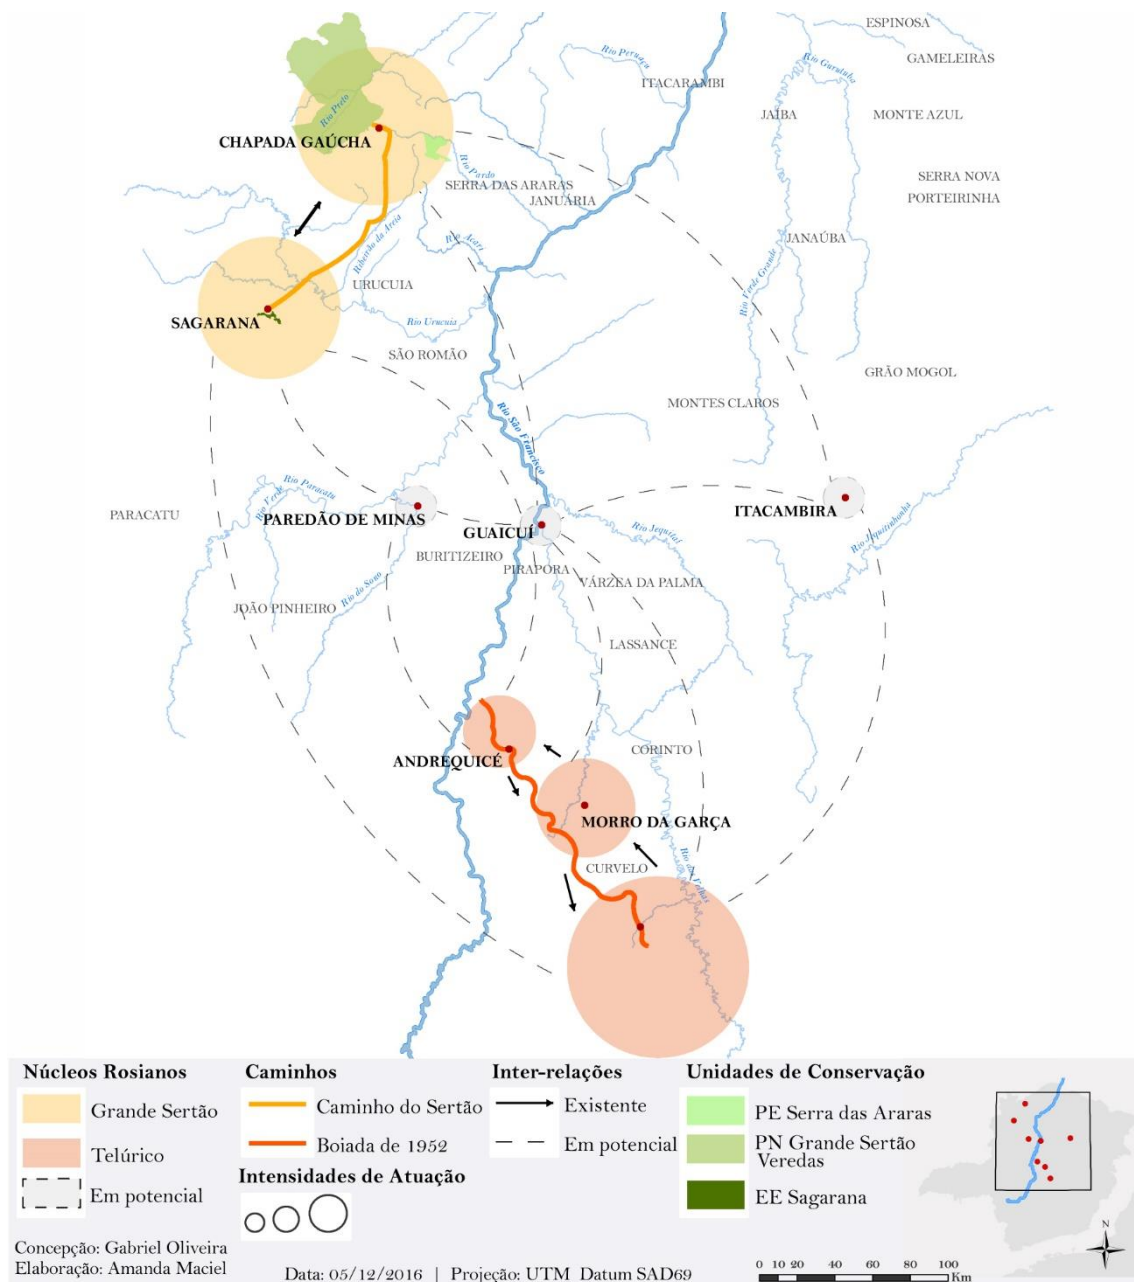 ESPINOSA
GAMELEIRAS
Rio Peruaçu
Rio Gurutuba
ITACARAMBI
JAÍBA
MONTE AZUL
Rio Preto
CHAPADA GAÚCHA
Rio Pardo
SERRA DAS ARARAS
JANUÁRIA
SERRA NOVA
PORTEIRINHA
Ribeirão da Areia
Rio Acari
JANAÚBA
URUCUIA
Rio Verde Grande
SAGARANA
Rio Urucuia
SÃO ROMÃO
GRÃO MOGOL
Rio São Francisco
MONTES CLAROS
Rio Paracatu
Rio Verde
PARACATU
PAREDÃO DE MINAS
GUAICUÍ
ITACAMBIRA
Rio Jequitaí
Rio Jequitinhonha
BURITIZEIRO
PIRAPORA
VÁRZEA DA PALMA
Rio do Sono
JOÃO PINHEIRO
LASSANCE
CORINTO
ANDREQUICÉ
MORRO DA GARÇA
CURVELO
Rio das Velhas
Núcleos Rosianos
Grande Sertão
Telúrico
Em potencial
Caminhos
Caminho do Sertão
Boiada de 1952
Intensidades de Atuação
Inter-relações
Existente
Em potencial
Unidades de Conservação
PE Serra das Araras
PN Grande Sertão
Veredas
EE Sagarana
N
Concepção: Gabriel Oliveira
Elaboração: Amanda Maciel
Data: 05/12/2016 | Projeção: UTM Datum SAD69
0 10 20 40 60 80 100
Km